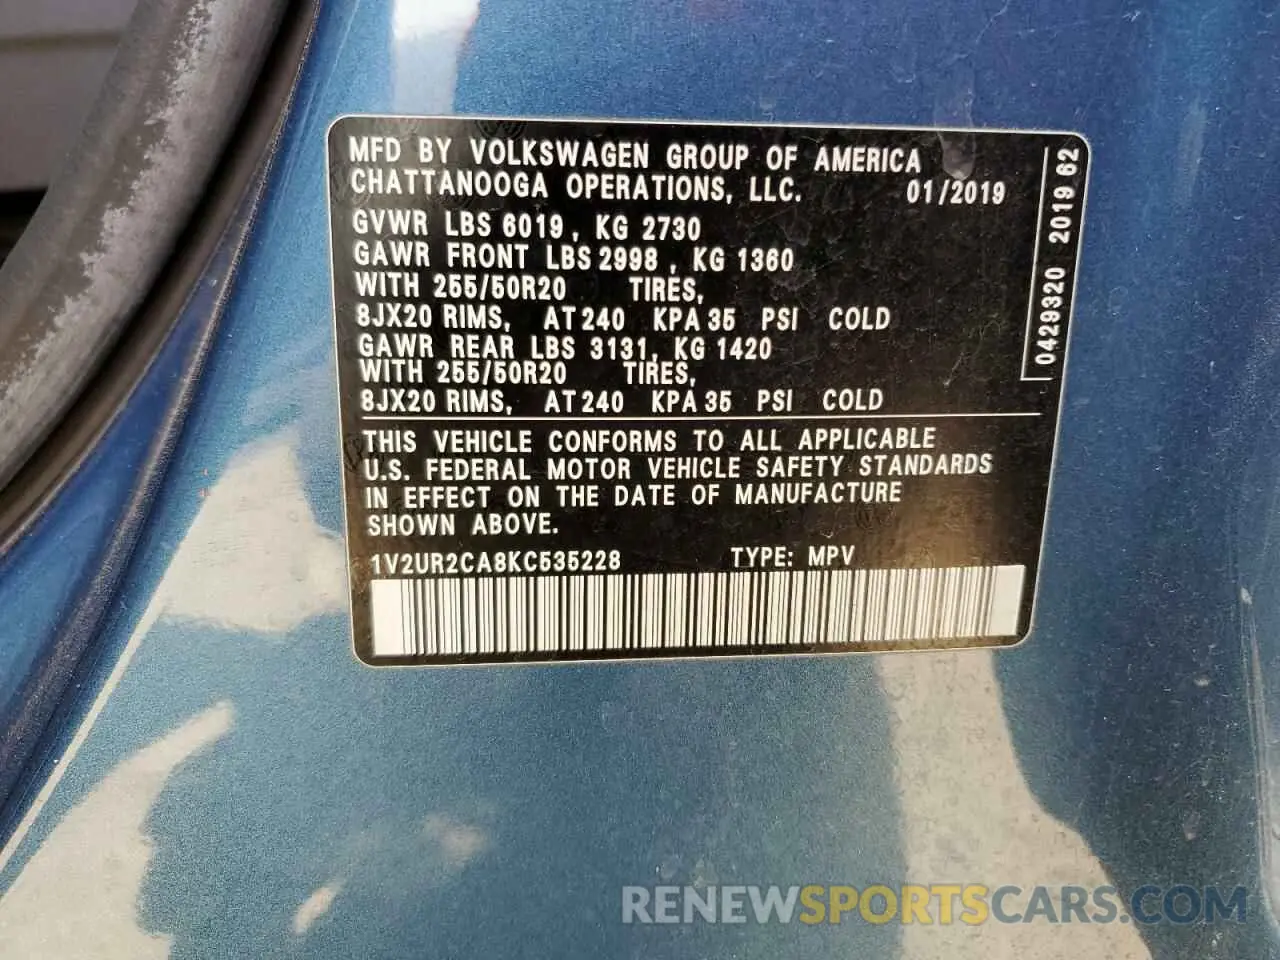 MFD BY VOLKSWAGEN GROUP OF AMERICA
CHATTANOOGA OPERATIONS, LLC. 01/2019
GVWR LBS 6019, KG 2730
GAWR FRONT LBS 2998, KG 1360
WITH 255/50R20 TIRES,
8JX20 RIMS, AT 240 KPA 35 PSI COLD
GAWR REAR LBS 3131, KG 1420
WITH 255/50R20 TIRES,
8JX20 RIMS, AT 240 KPA 35 PSI COLD
0429320 2019 62
THIS VEHICLE CONFORMS TO ALL APPLICABLE
U.S. FEDERAL MOTOR VEHICLE SAFETY STANDARDS
IN EFFECT ON THE DATE OF MANUFACTURE
SHOWN ABOVE.
1V2UR2CA8KC535228 TYPE: MPV
RENEWSPORTSCARS.COM